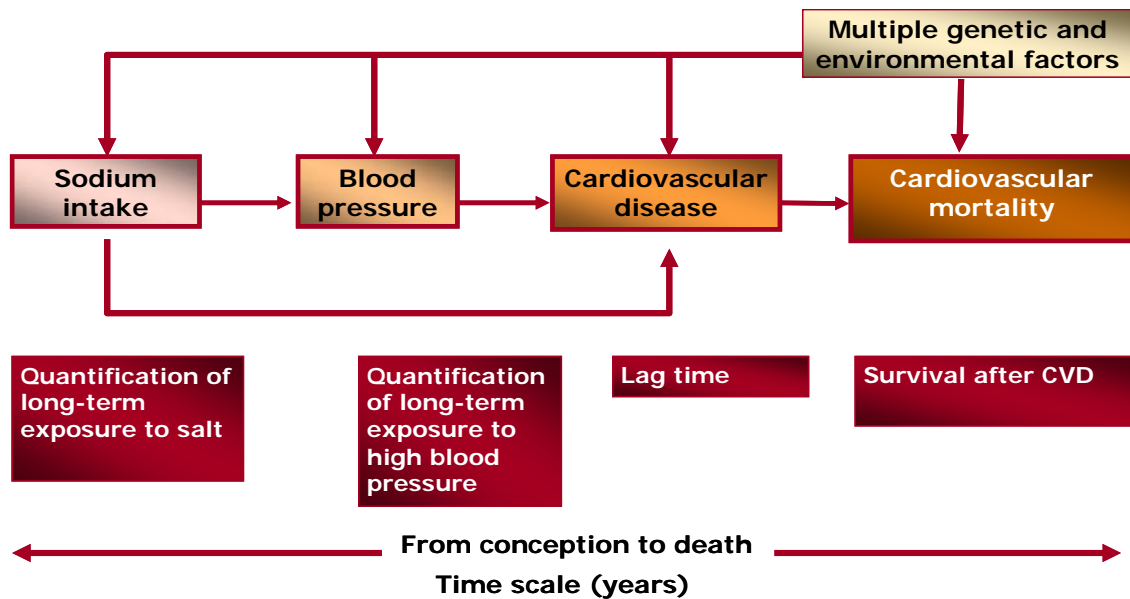 Multiple genetic and
environmental factors
Sodium
intake
Blood
pressure
Cardiovascular
disease
Cardiovascular
mortality
Quantification of
long-term
exposure to salt
Quantification
of long-term
exposure to
high blood
pressure
Lag time
Survival after CVD
From conception to death
Time scale (years)